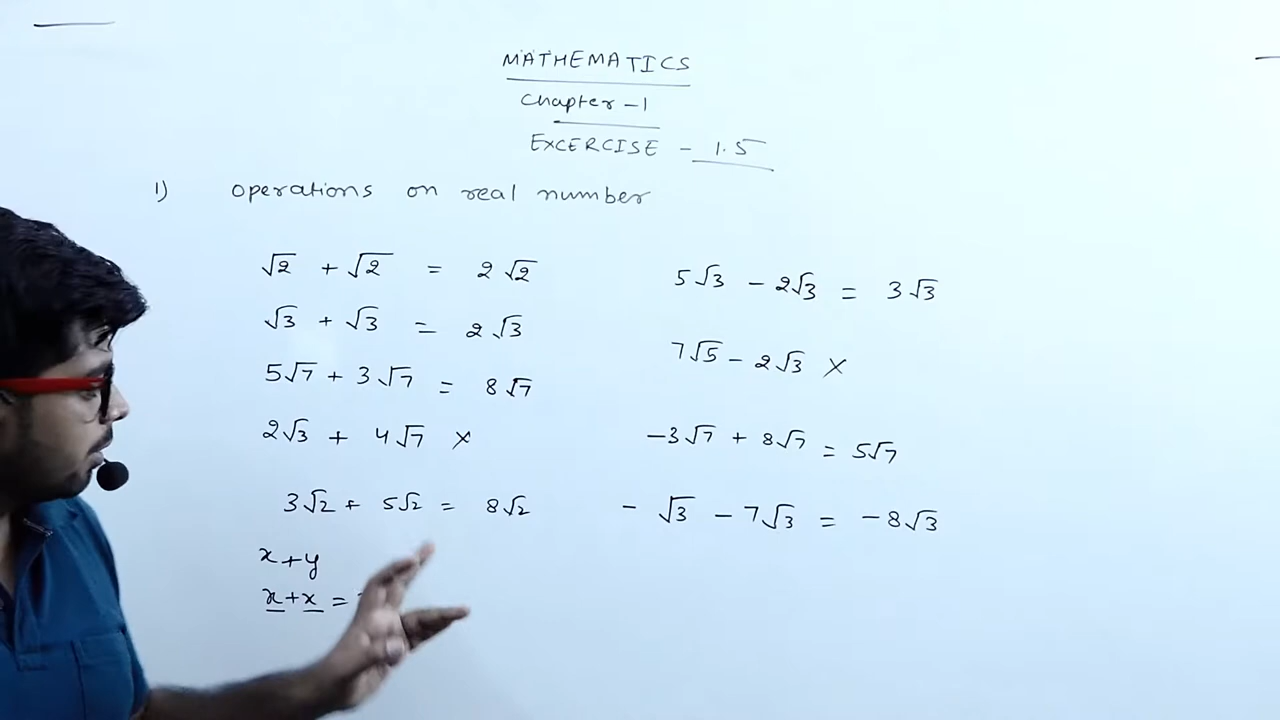 MATHEMATICS
Chapter -1
EXCERCISE - 1.5
1) operations on real number
√2 + √2 = 2√2
√3 + √3 = 2√3
5√7 + 3√7 = 8√7
2√3 + 4√7 ×
3√2 + 5√2 = 8√2
x+y
x+x =
5√3 - 2√3 = 3√3
7√5 - 2√3 ×
-3√7 + 8√7 = 5√7
- √3 - 7√3 = -8√3